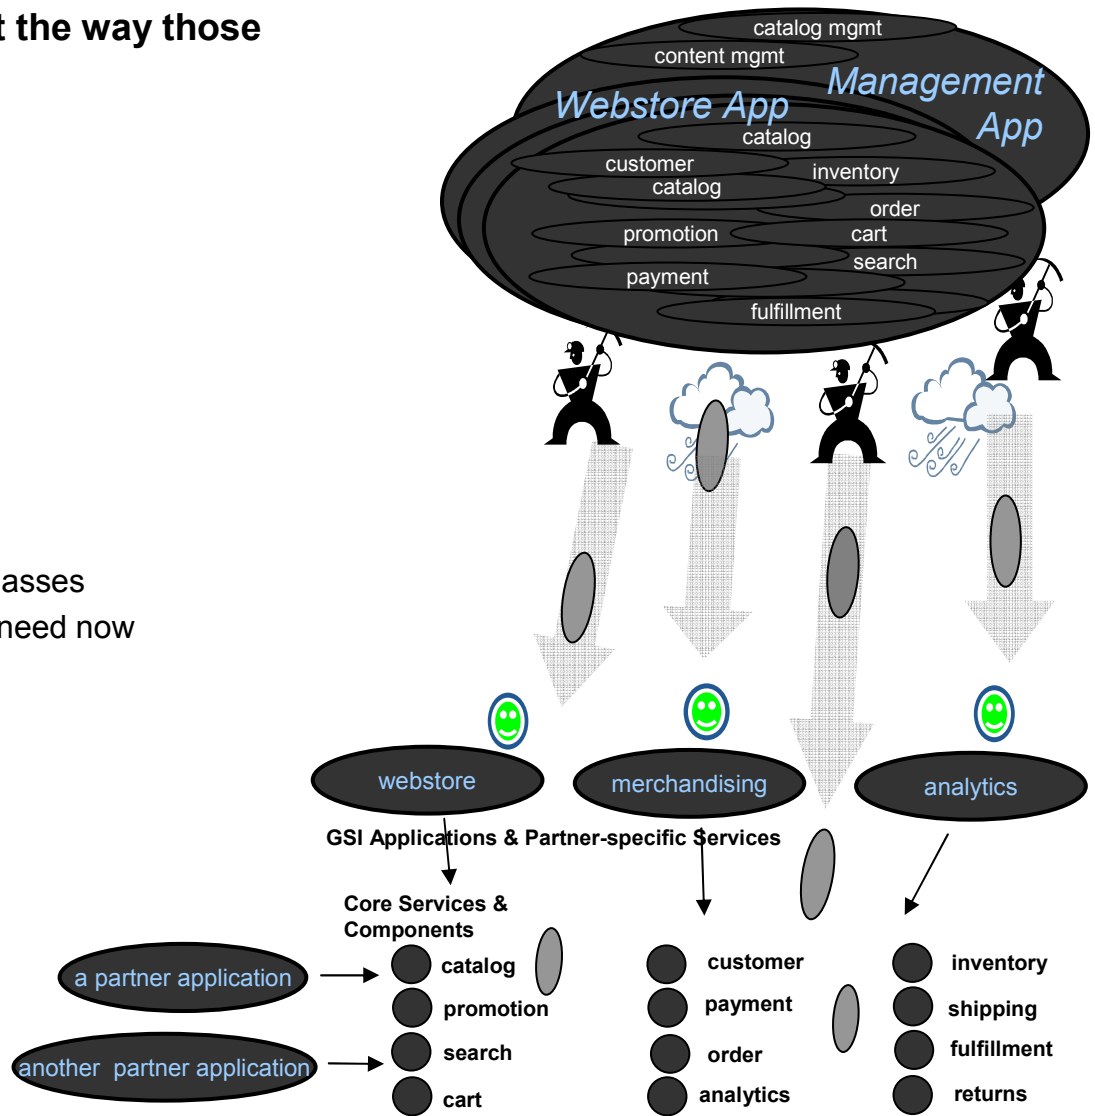 t the way those
catalog mgmt
content mgmt
Management
App
Webstore App
catalog
customer
inventory
catalog
order
promotion
cart
search
payment
fulfillment
asses
need now
webstore
merchandising
analytics
GSI Applications & Partner-specific Services
Core Services &
Components
a partner application
another  partner application
catalog
promotion
search
cart
customer
payment
order
analytics
inventory
shipping
fulfillment
returns